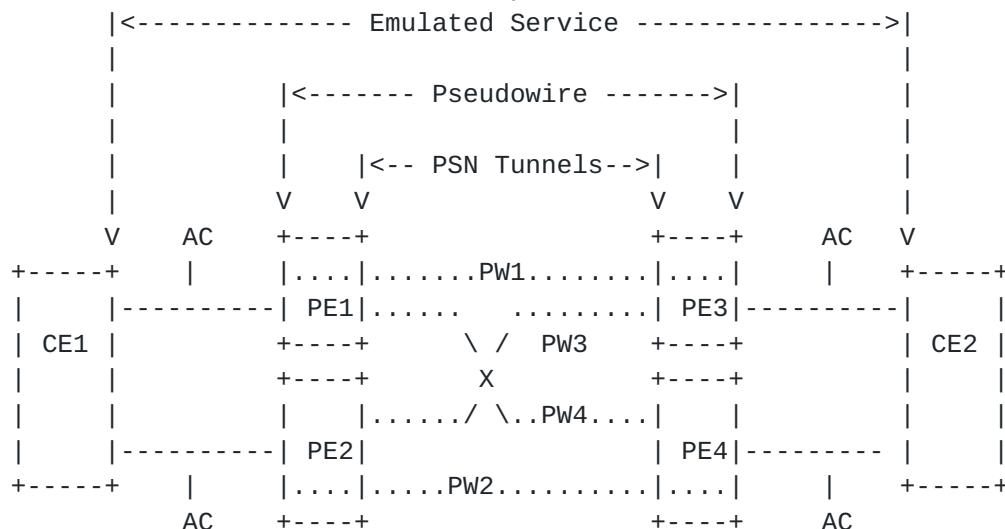 |<-------------- Emulated Service ---------------->|
|                                                  |
|          |<------- Pseudowire ------->|          |
|          |                            |          |
|          |    |<-- PSN Tunnels-->|    |          |
|          V    V                  V    V          |
V    AC    +----+                  +----+     AC   V
+-----+    |     |....|.......PW1........|....|     |    +-----+
|     |----------| PE1|......   .........| PE3|----------|     |
| CE1 |          +----+      \ /  PW3    +----+          | CE2 |
|     |          +----+       X          +----+          |     |
|     |          |    |....../ \..PW4....|    |          |     |
|     |----------| PE2|                  | PE4|--------- |     |
+-----+    |     |....|.....PW2..........|....|     |    +-----+
AC    +----+                  +----+     AC